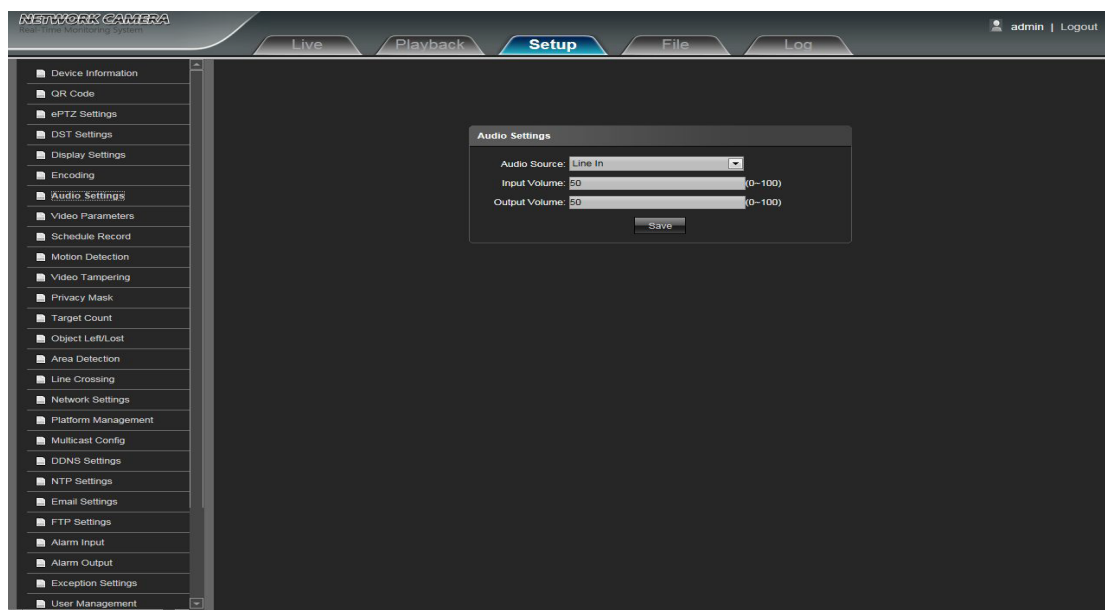 NETWORK CAMERA
Real-Time Monitoring System
admin | Logout
Live
Playback
Setup
File
Log
Device Information
QR Code
ePTZ Settings
DST Settings
Display Settings
Encoding
Audio Settings
Video Parameters
Schedule Record
Motion Detection
Video Tampering
Privacy Mask
Target Count
Object Left/Lost
Area Detection
Line Crossing
Network Settings
Platform Management
Multicast Config
DDNS Settings
NTP Settings
Email Settings
FTP Settings
Alarm Input
Alarm Output
Exception Settings
User Management
Audio Settings
Audio Source: Line In
Input Volume: 50 (0~100)
Output Volume: 50 (0~100)
Save